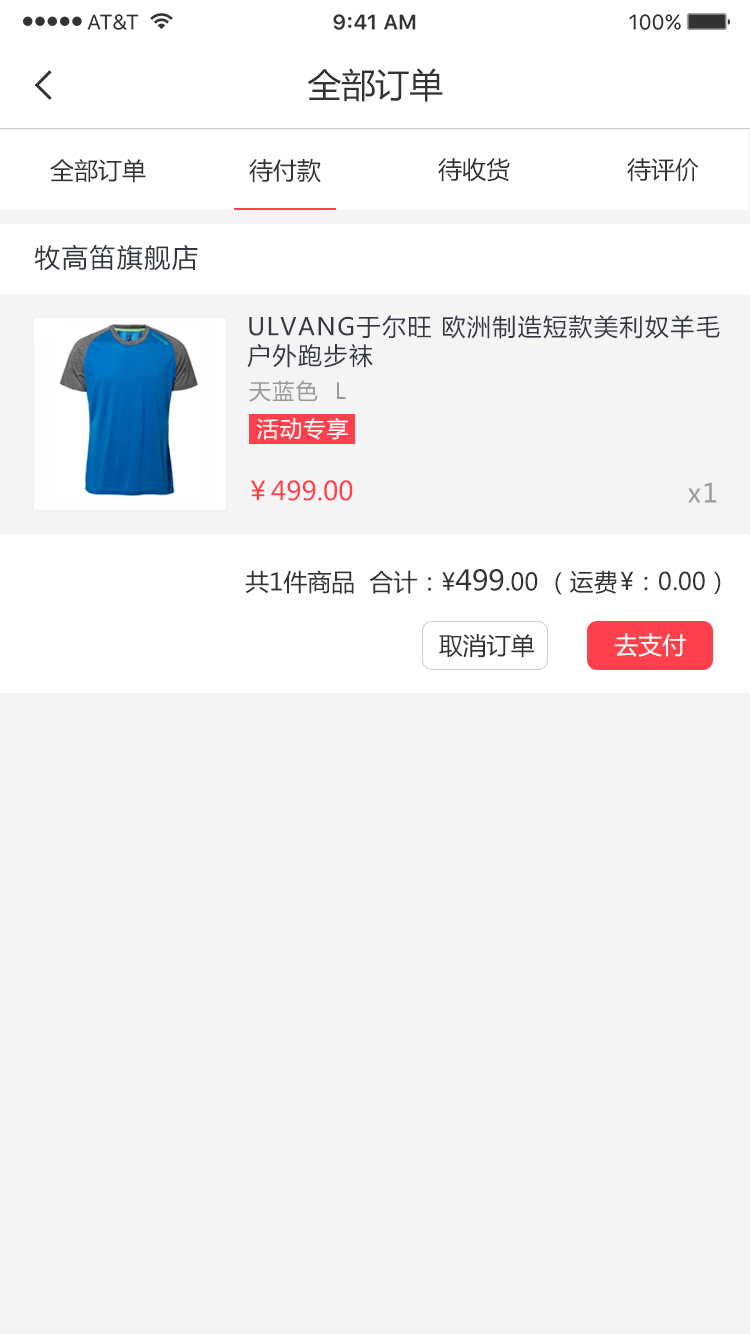 AT&T 9:41 AM 100%
全部订单
全部订单 待付款 待收货 待评价
牧高笛旗舰店
ULVANG于尔旺 欧洲制造短款美利奴羊毛
户外跑步袜
天蓝色 L
活动专享
¥499.00 x1
共1件商品 合计：¥499.00（运费¥：0.00）
取消订单 去支付